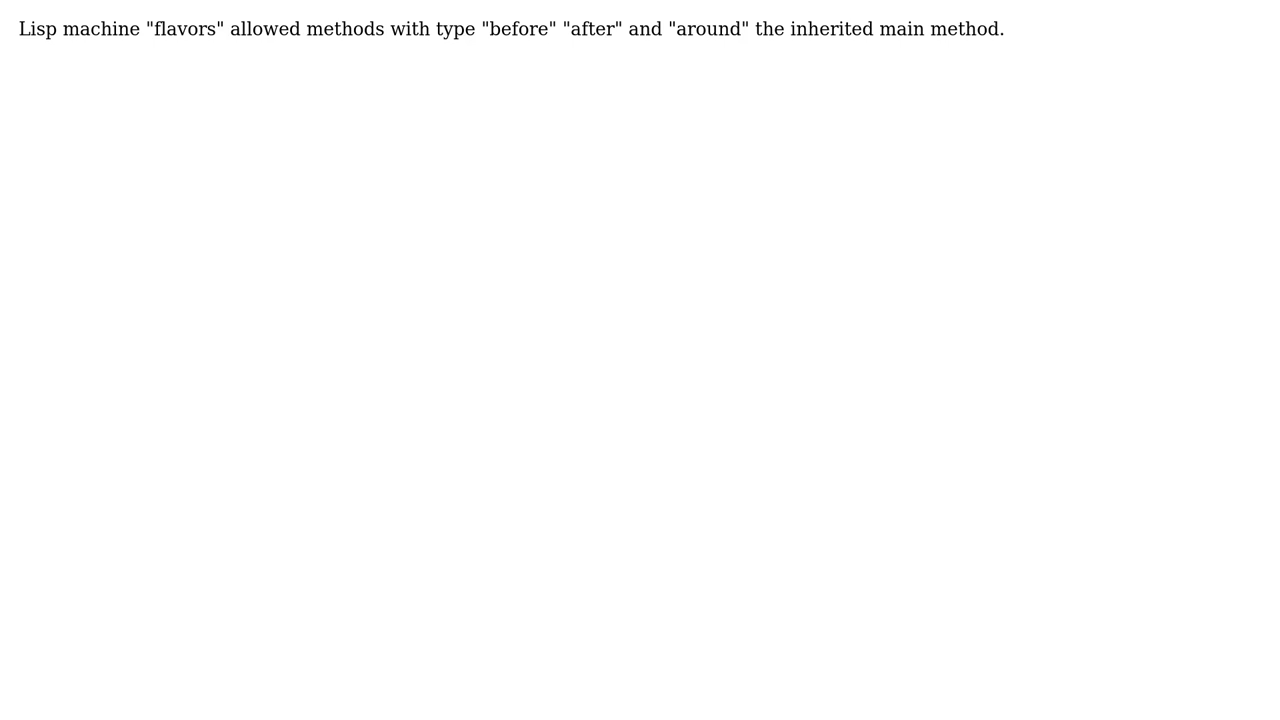 Lisp machine "flavors" allowed methods with type "before" "after" and "around" the inherited main method.